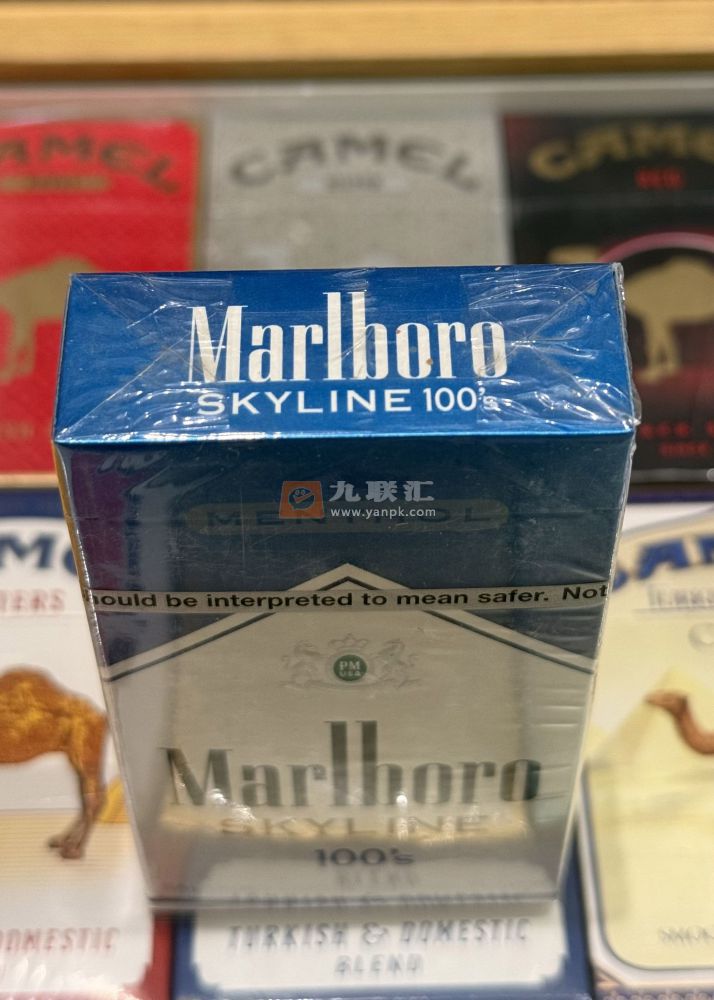 CAMEL
CAMEL
Marlboro
SKYLINE 100's
九联汇
www.yanpk.com
MENTHOL
hould be interpreted to mean safer. Not
PM
USA
Marlboro
SKYLINE
100's
TURKISH & DOMESTIC
BLEND
DOMESTIC